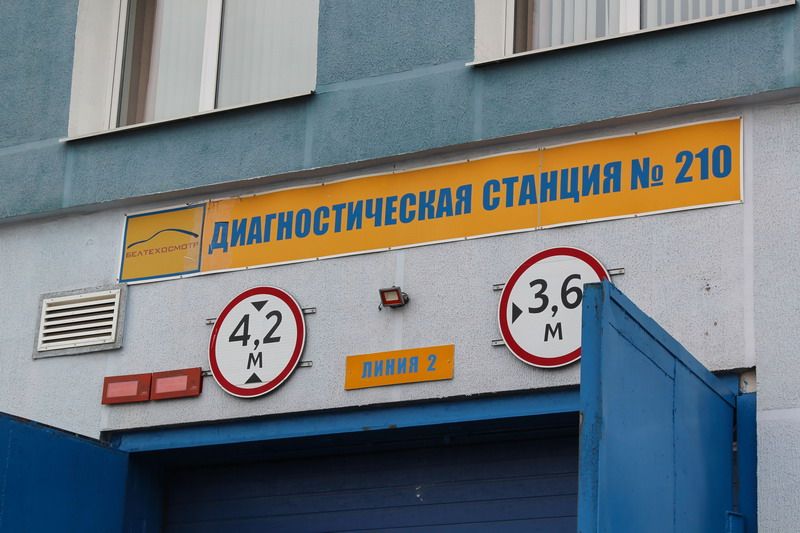 ДИАГНОСТИЧЕСКАЯ СТАНЦИЯ № 210
БЕЛТЕХОСМОТР
4,2
М
3,6
М
ЛИНИЯ 2